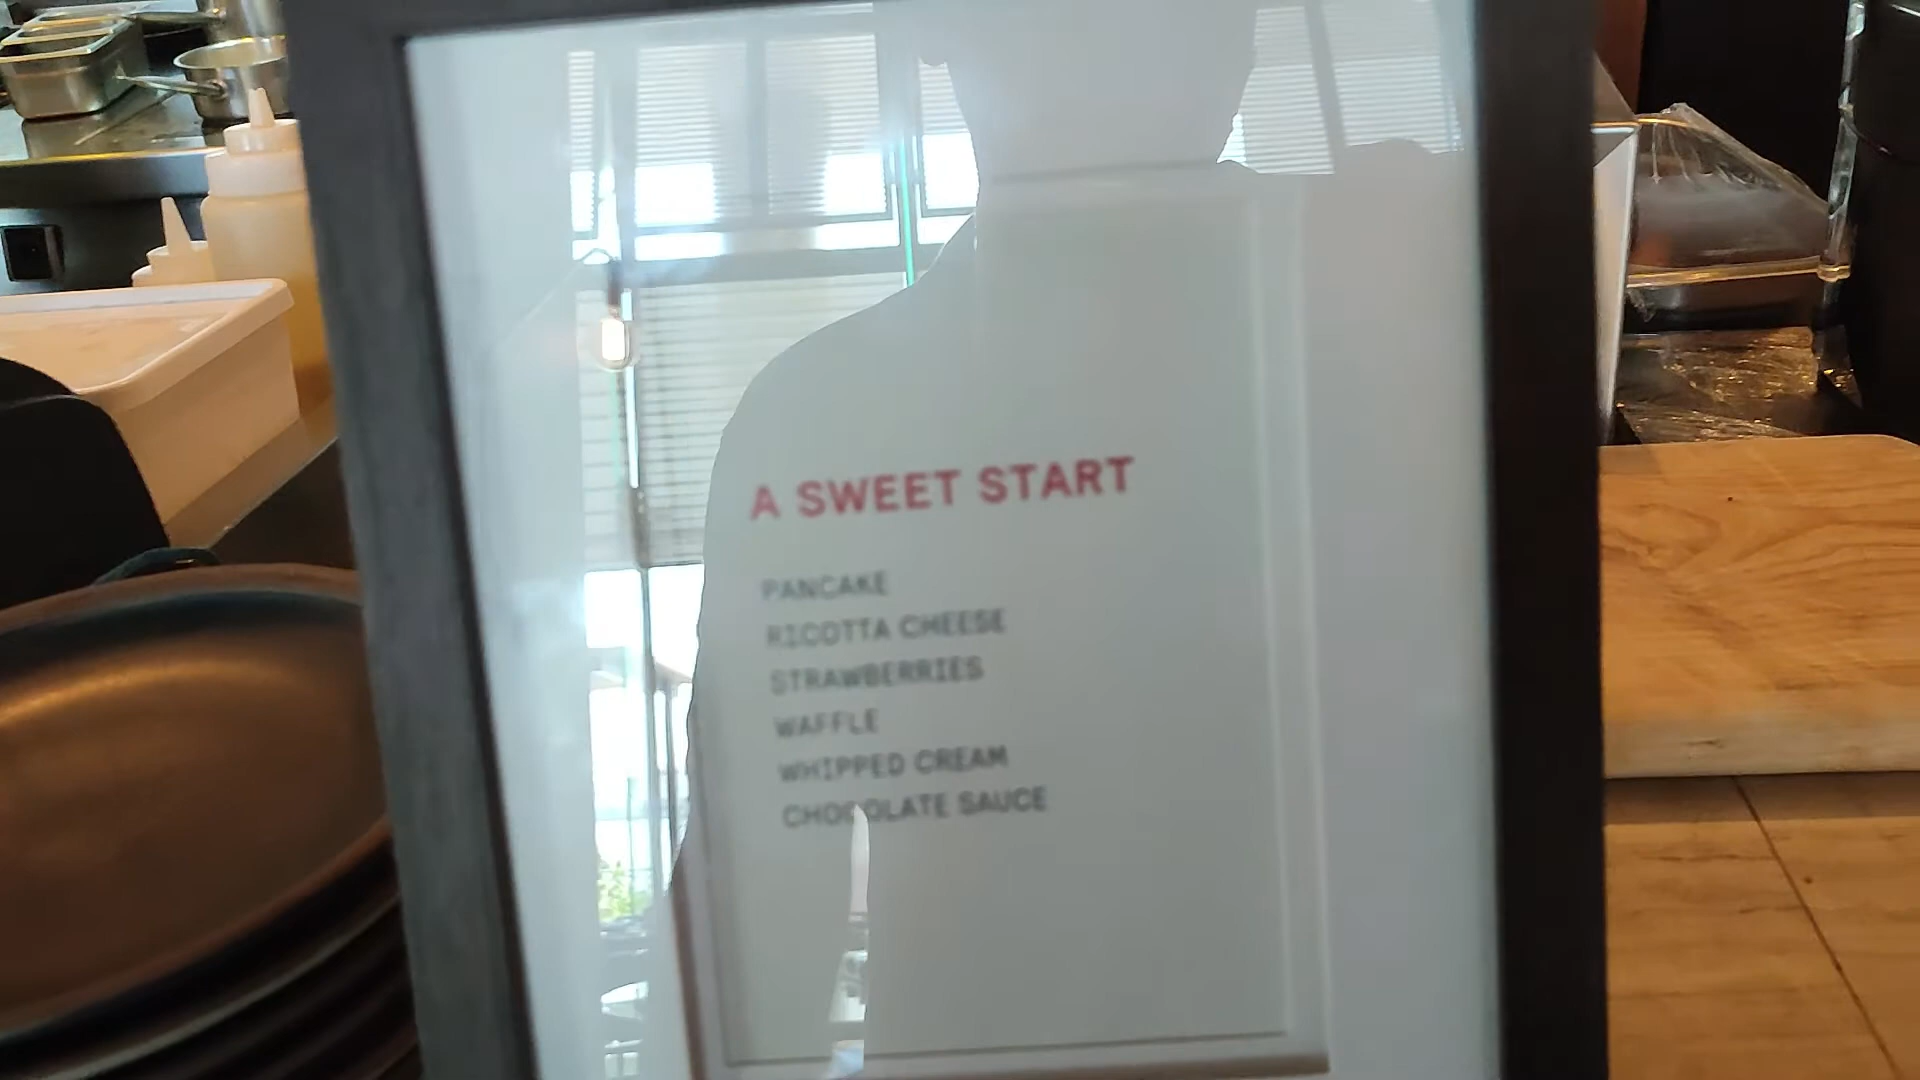 A SWEET START
PANCAKE
RICOTTA CHEESE
STRAWBERRIES
WAFFLE
WHIPPED CREAM
CHOCOLATE SAUCE